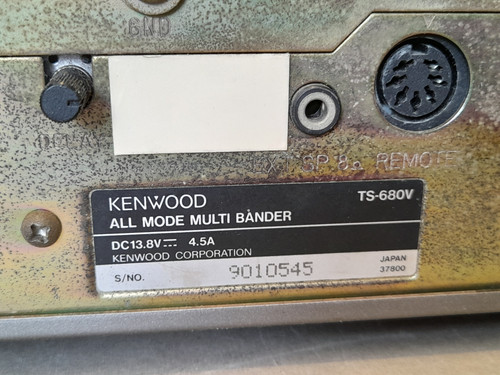 GND
DELAY
EXT SP 8Ω REMOTE
KENWOOD TS-680V
ALL MODE MULTI BANDER
DC13.8V⎓ 4.5A
KENWOOD CORPORATION
S/NO. 9010545 JAPAN
37800